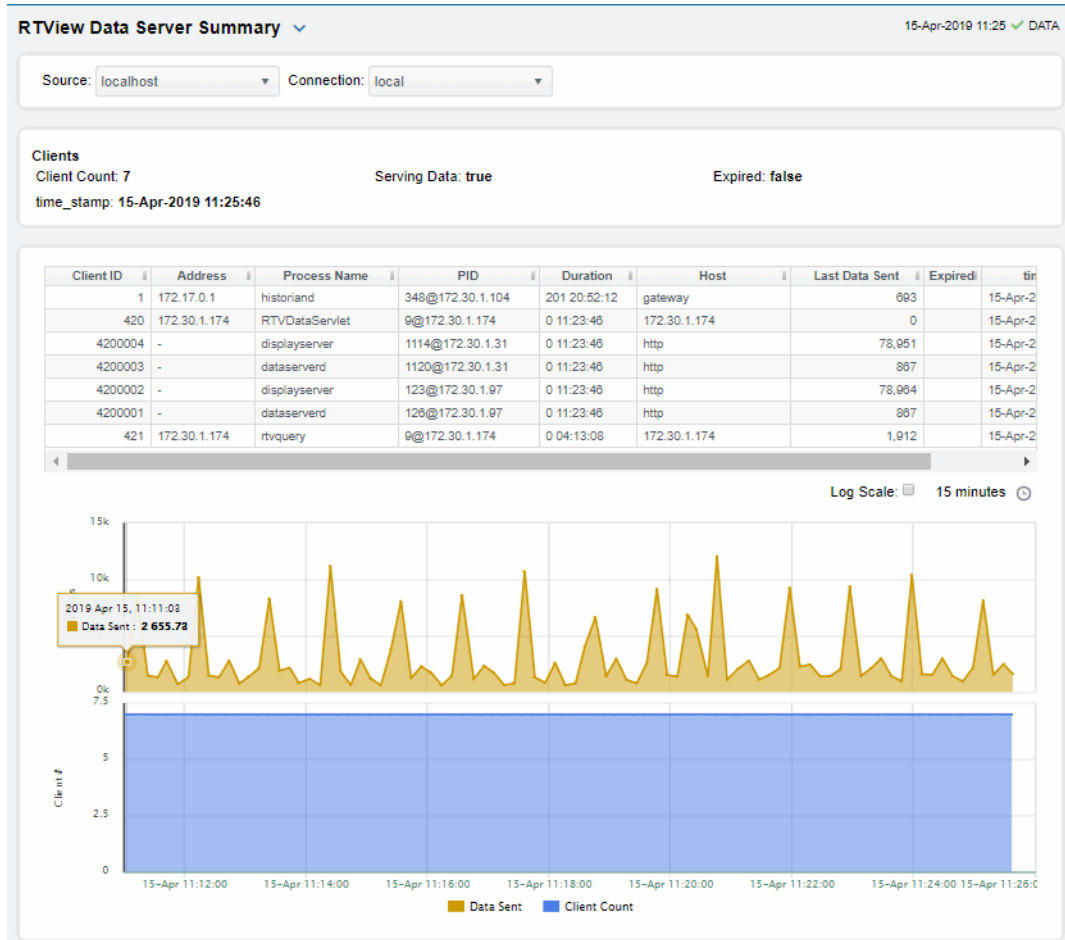 RTView Data Server Summary
15-Apr-2019 11:25 DATA
Source: localhost Connection: local
Clients
Client Count: 7 Serving Data: true Expired: false
time_stamp: 15-Apr-2019 11:25:46
Client ID Address Process Name PID Duration Host Last Data Sent Expired tim
1 172.17.0.1 historiand 348@172.30.1.104 201 20:52:12 gateway 693 15-Apr-2
420 172.30.1.174 RTVDataServlet 9@172.30.1.174 0 11:23:46 172.30.1.174 0 15-Apr-2
4200004 - displayserver 1114@172.30.1.31 0 11:23:46 http 78,951 15-Apr-2
4200003 - dataserverd 1120@172.30.1.31 0 11:23:46 http 867 15-Apr-2
4200002 - displayserver 123@172.30.1.97 0 11:23:46 http 78,964 15-Apr-2
4200001 - dataserverd 126@172.30.1.97 0 11:23:46 http 867 15-Apr-2
421 172.30.1.174 rtvquery 9@172.30.1.174 0 04:13:08 172.30.1.174 1,912 15-Apr-2
Log Scale: 15 minutes
15k
10k
2019 Apr 15, 11:11:03
Data Sent : 2 655.73
0k
7.5
5
Client #
2.5
0
15-Apr 11:12:00 15-Apr 11:14:00 15-Apr 11:16:00 15-Apr 11:18:00 15-Apr 11:20:00 15-Apr 11:22:00 15-Apr 11:24:00 15-Apr 11:26:0
Data Sent Client Count